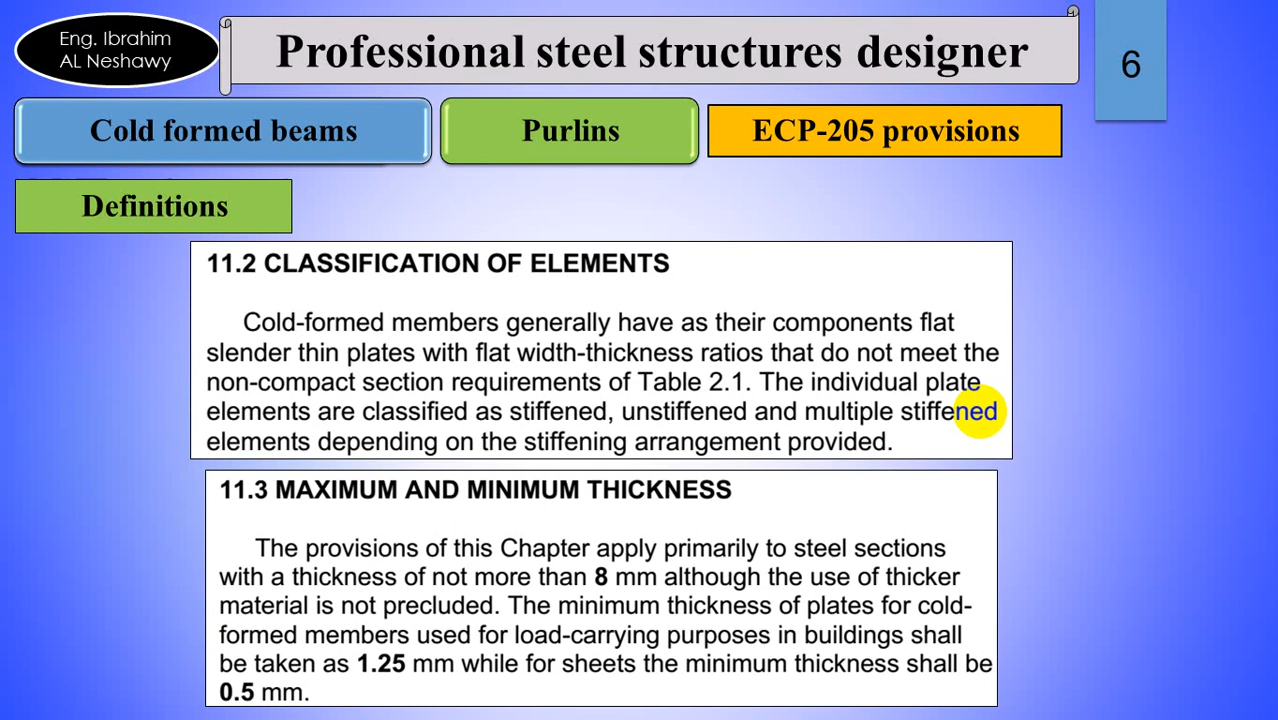 Eng. Ibrahim
AL Neshawy
Professional steel structures designer
6
Cold formed beams
Purlins
ECP-205 provisions
Definitions
11.2 CLASSIFICATION OF ELEMENTS
Cold-formed members generally have as their components flat
slender thin plates with flat width-thickness ratios that do not meet the
non-compact section requirements of Table 2.1. The individual plate
elements are classified as stiffened, unstiffened and multiple stiffened
elements depending on the stiffening arrangement provided.
11.3 MAXIMUM AND MINIMUM THICKNESS
The provisions of this Chapter apply primarily to steel sections
with a thickness of not more than 8 mm although the use of thicker
material is not precluded. The minimum thickness of plates for cold-
formed members used for load-carrying purposes in buildings shall
be taken as 1.25 mm while for sheets the minimum thickness shall be
0.5 mm.